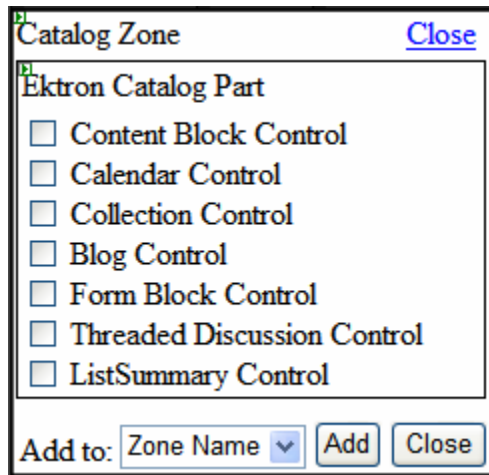 Catalog Zone Close
Ektron Catalog Part
Content Block Control
Calendar Control
Collection Control
Blog Control
Form Block Control
Threaded Discussion Control
ListSummary Control
Add to: Zone Name Add Close